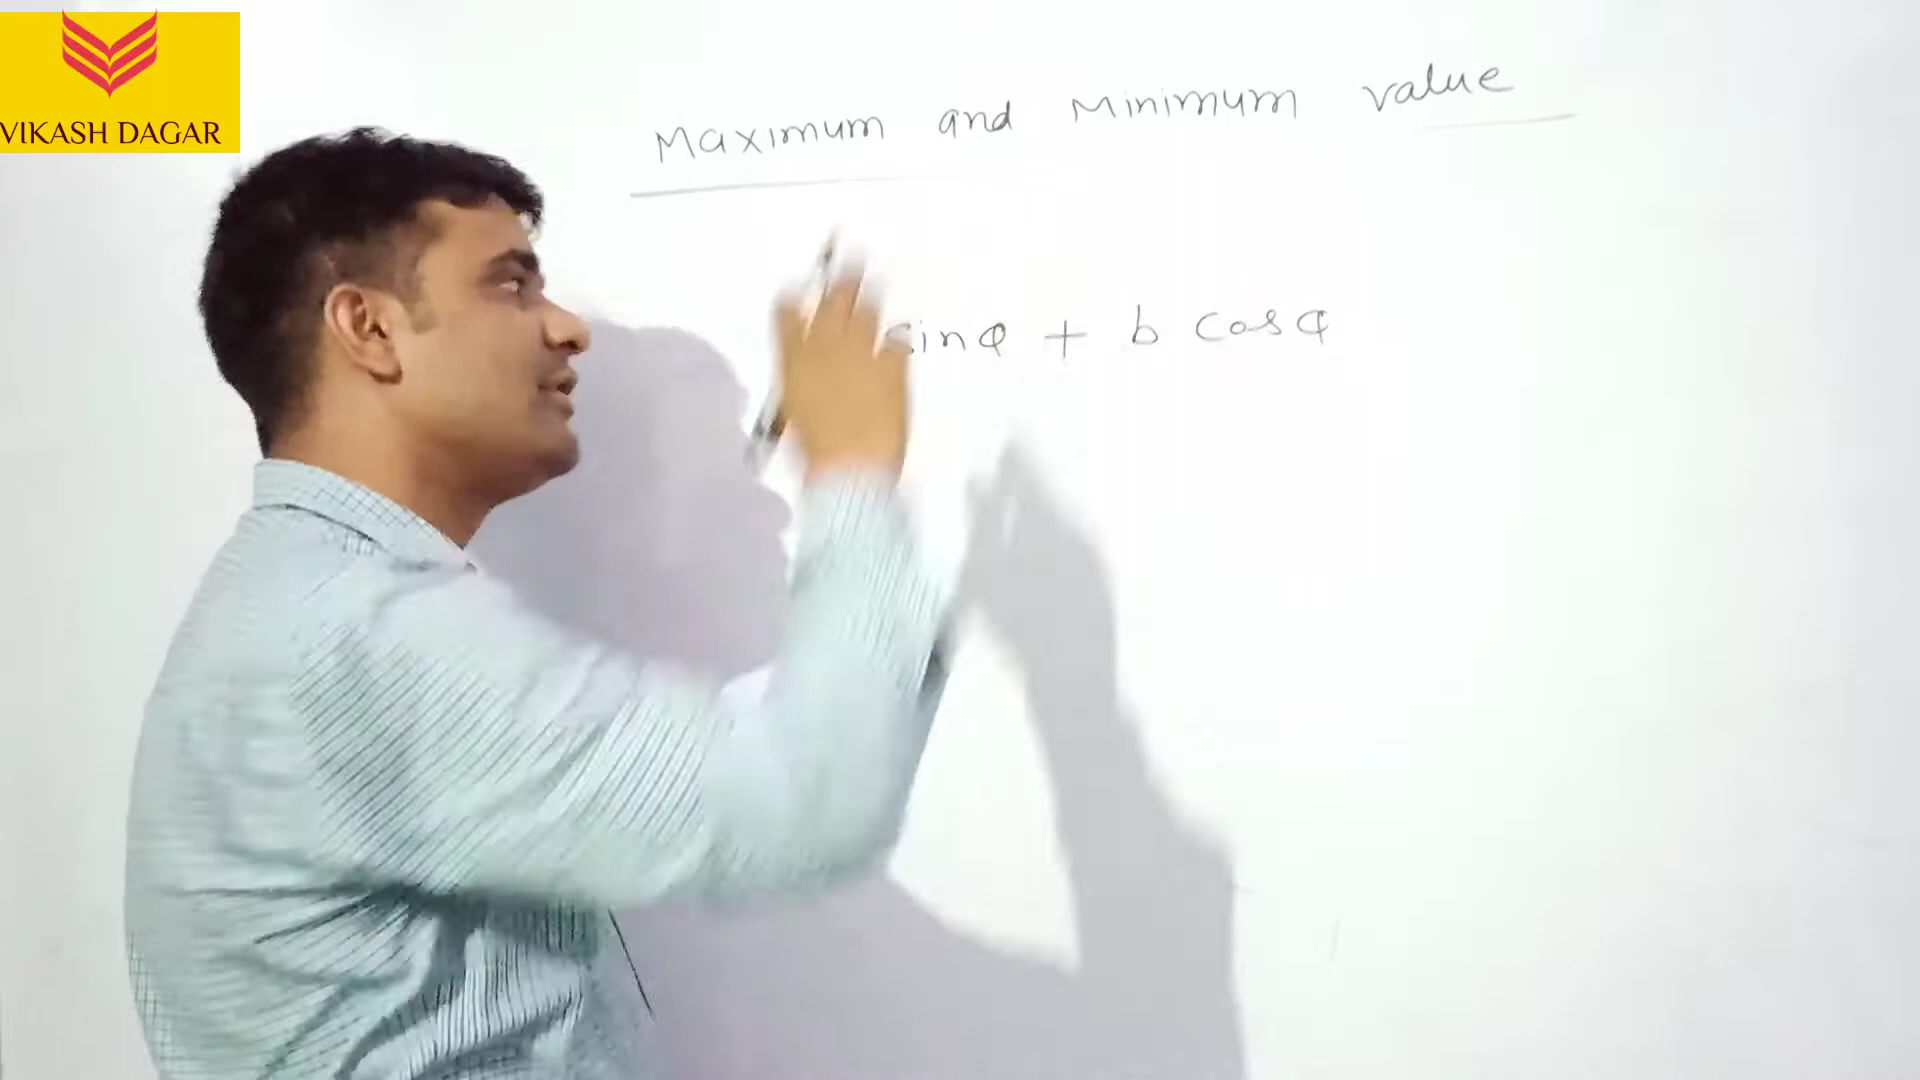 VIKASH DAGAR
Maximum and Minimum value
sinφ + b cosφ